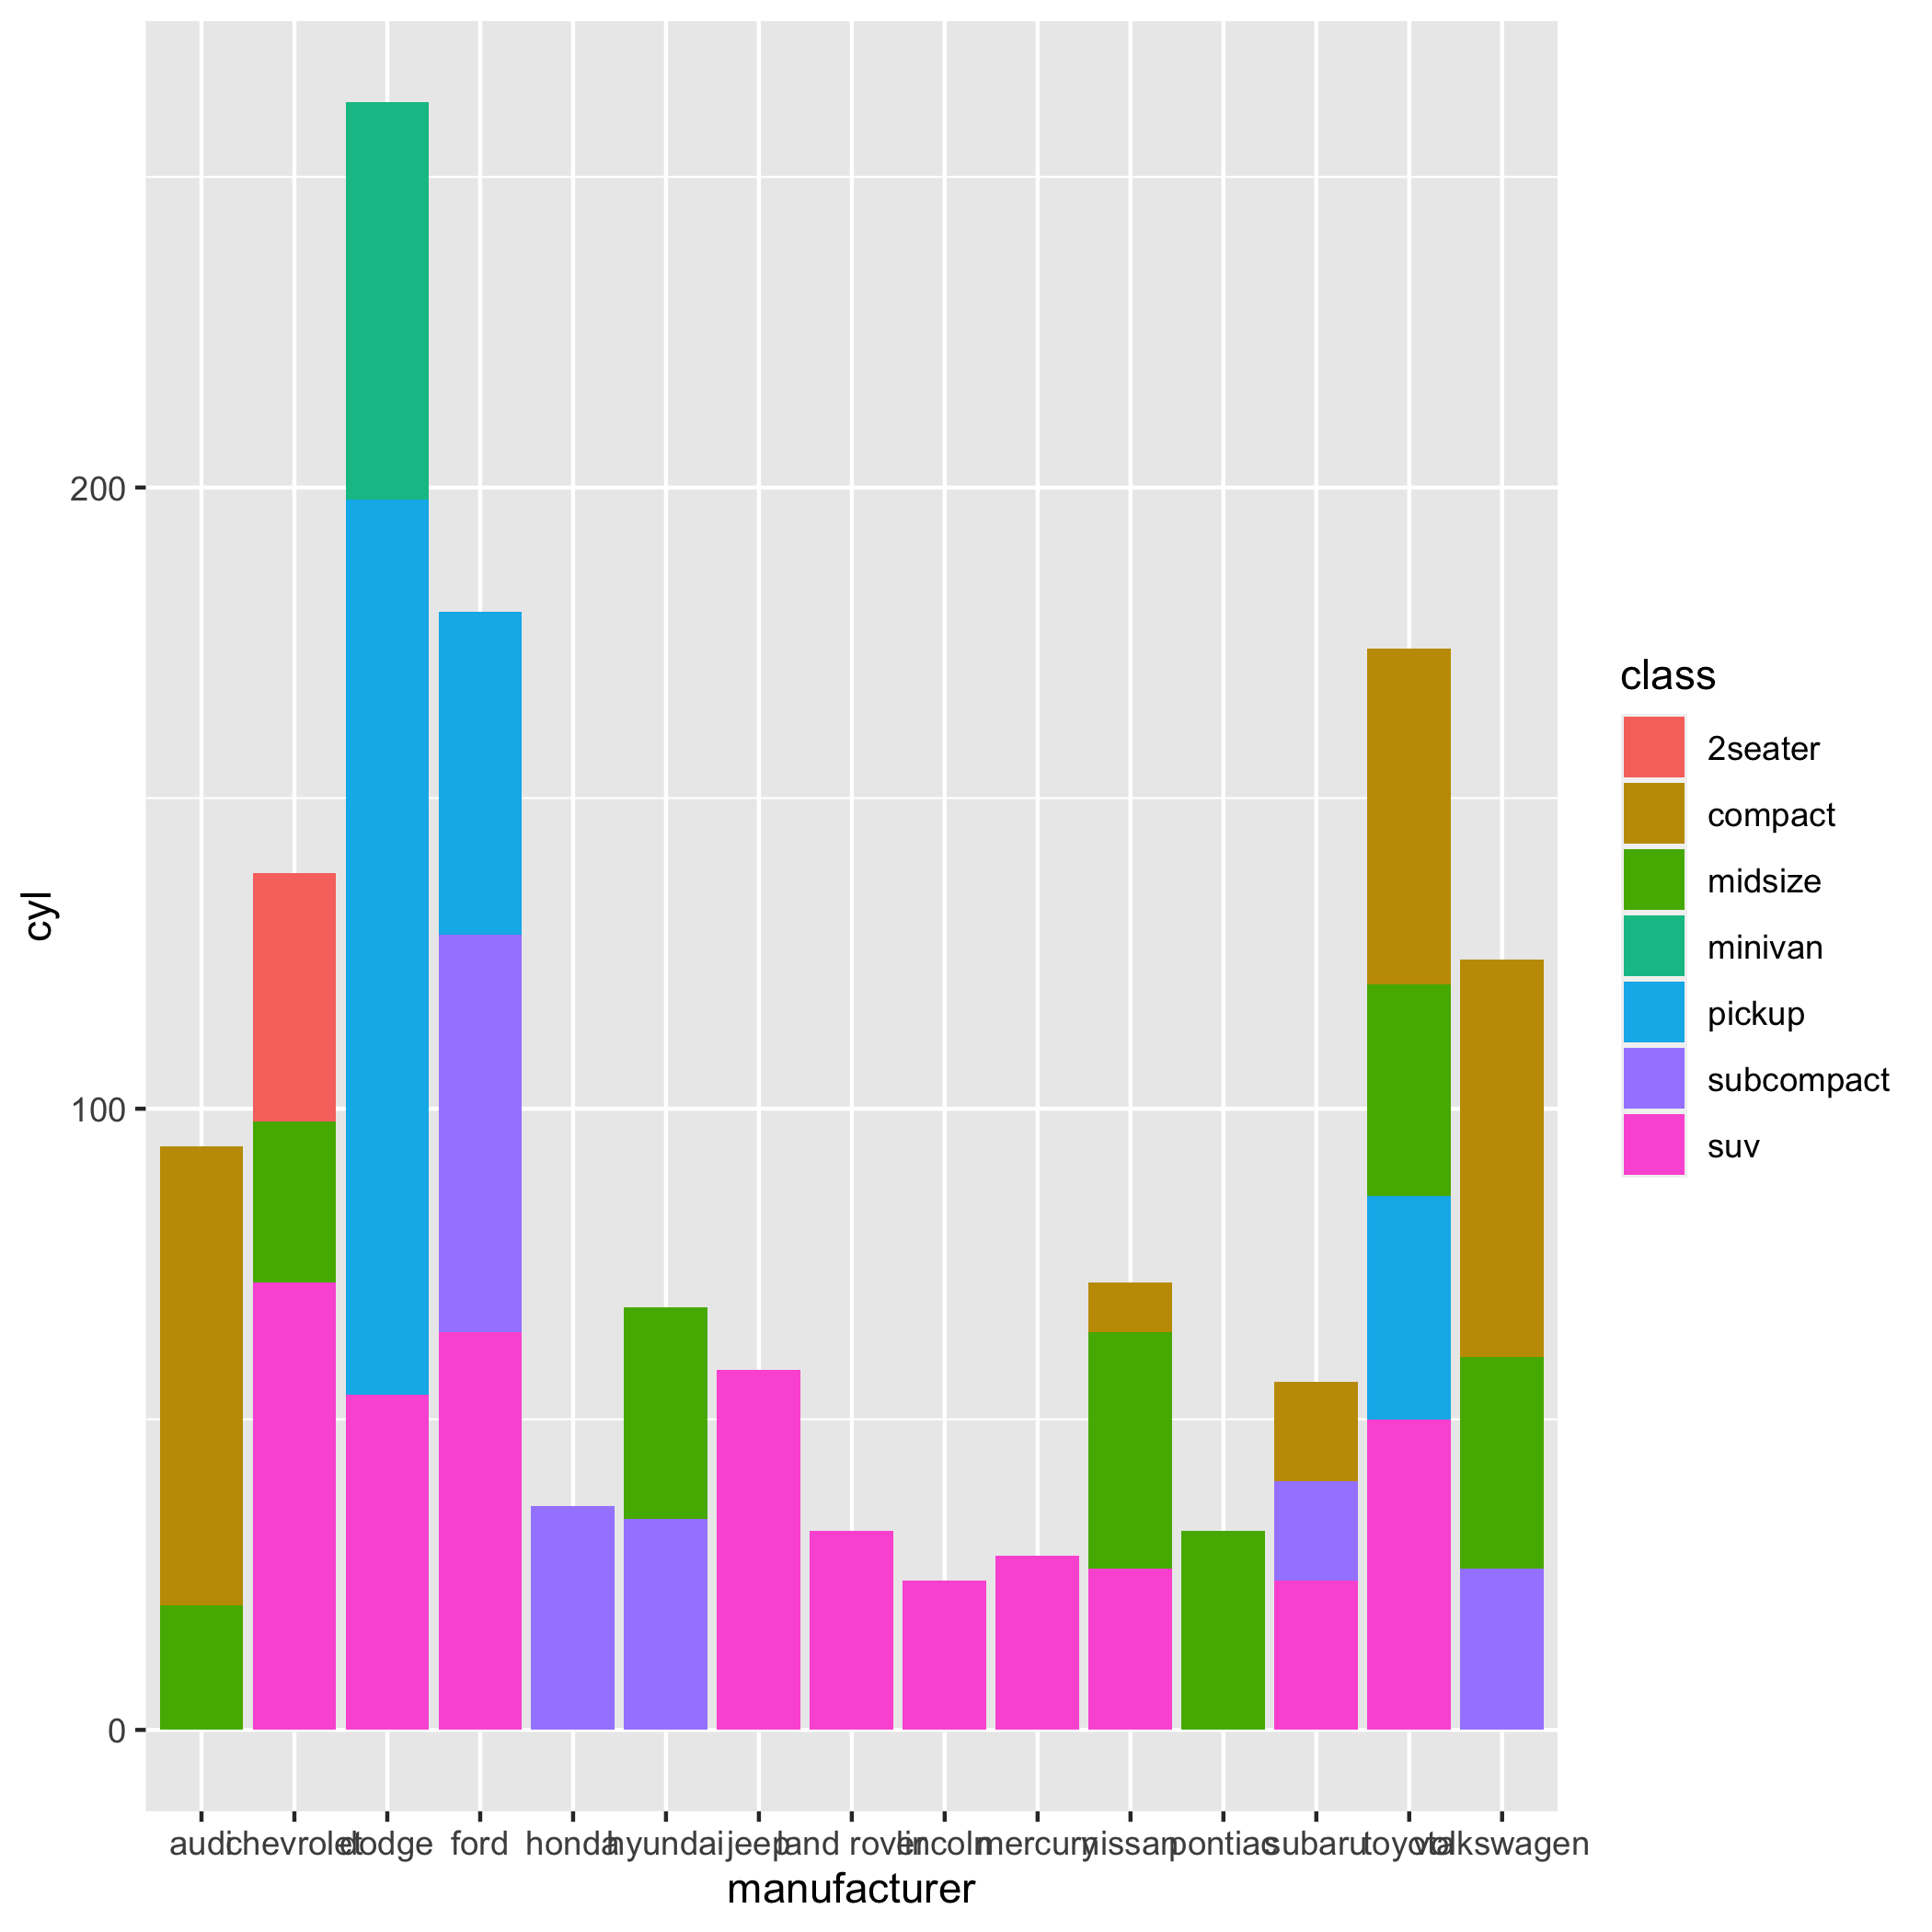 200
100
0
cyl
audi chevrolet dodge ford honda hyundai jeep land rover lincoln mercury nissan pontiac subaru toyota volkswagen
manufacturer
class
2seater
compact
midsize
minivan
pickup
subcompact
suv